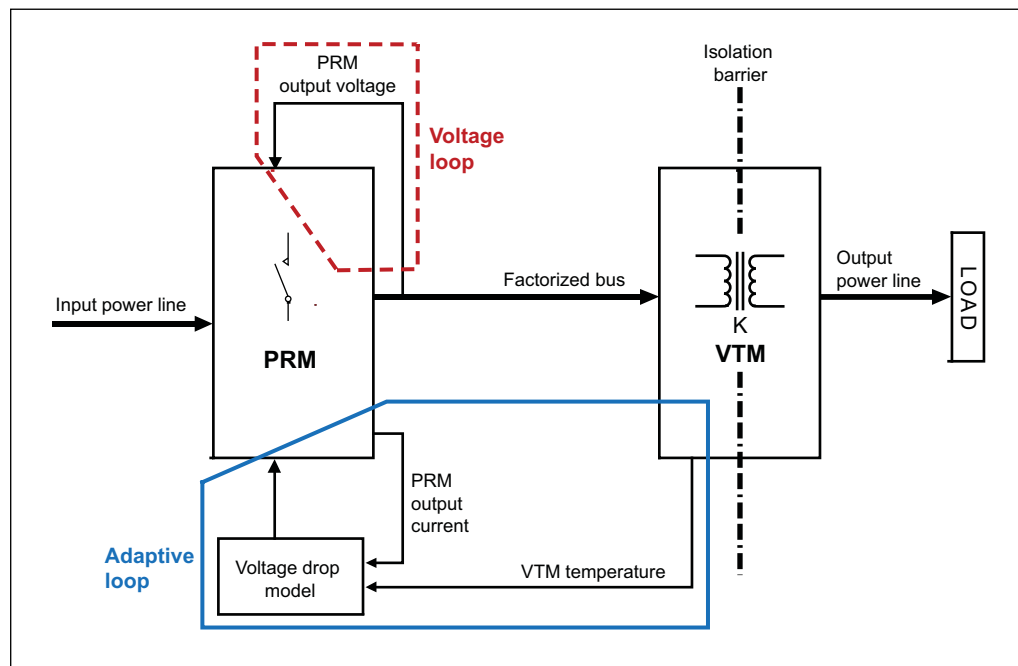 PRM
output voltage
Isolation
barrier
Voltage
loop
Input power line
Factorized bus
Output
power line
LOAD
K
PRM
VTM
PRM
output
current
Adaptive
loop
Voltage drop
model
VTM temperature